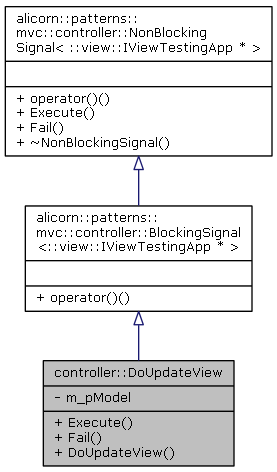 alicorn::patterns::
mvc::controller::NonBlocking
Signal< ::view::IViewTestingApp * >
+ operator()()
+ Execute()
+ Fail()
+ ~NonBlockingSignal()
alicorn::patterns::
mvc::controller::BlockingSignal
<::view::IViewTestingApp * >
+ operator()()
controller::DoUpdateView
- m_pModel
+ Execute()
+ Fail()
+ DoUpdateView()